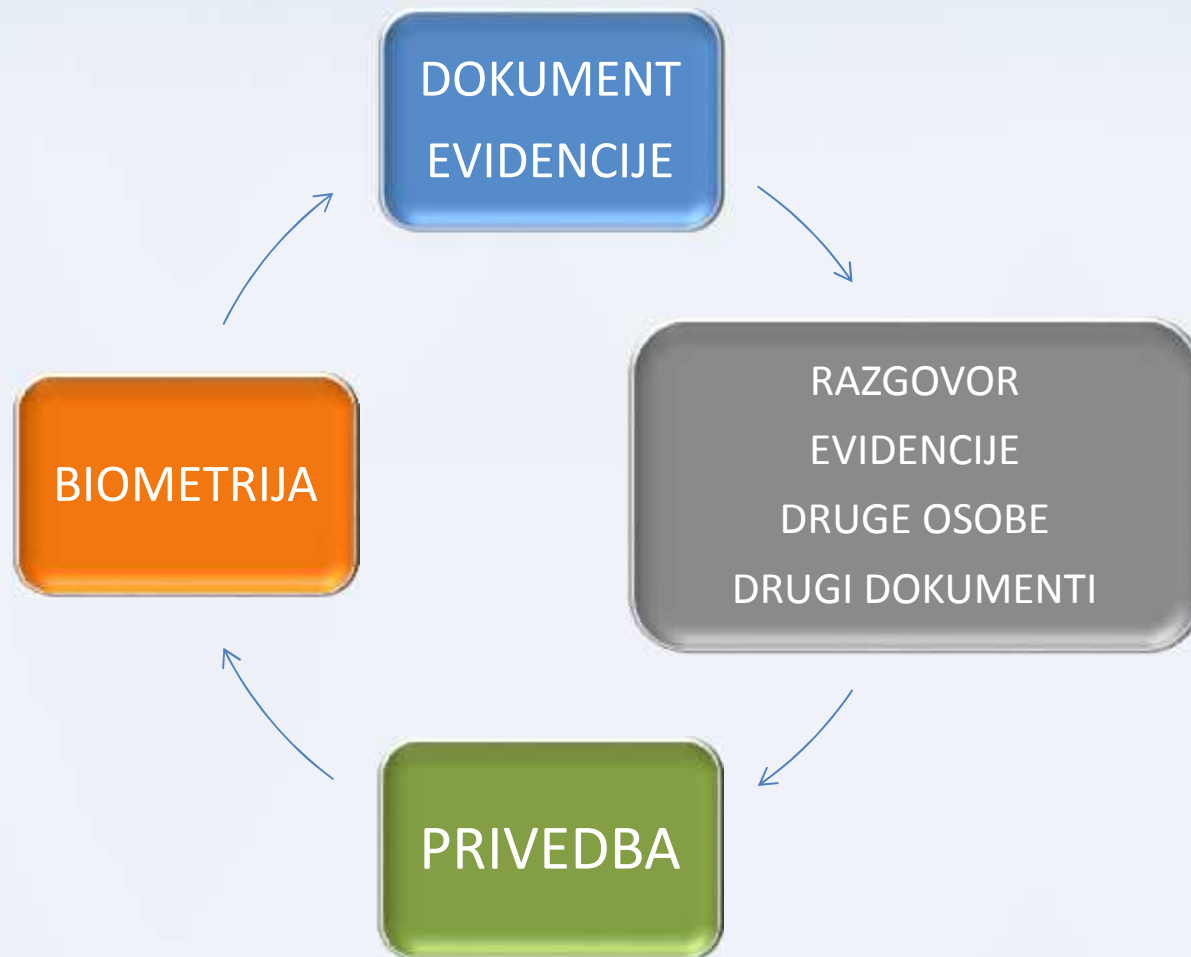 DOKUMENT
EVIDENCIJE
RAZGOVOR
EVIDENCIJE
DRUGE OSOBE
DRUGI DOKUMENTI
BIOMETRIJA
PRIVEDBA